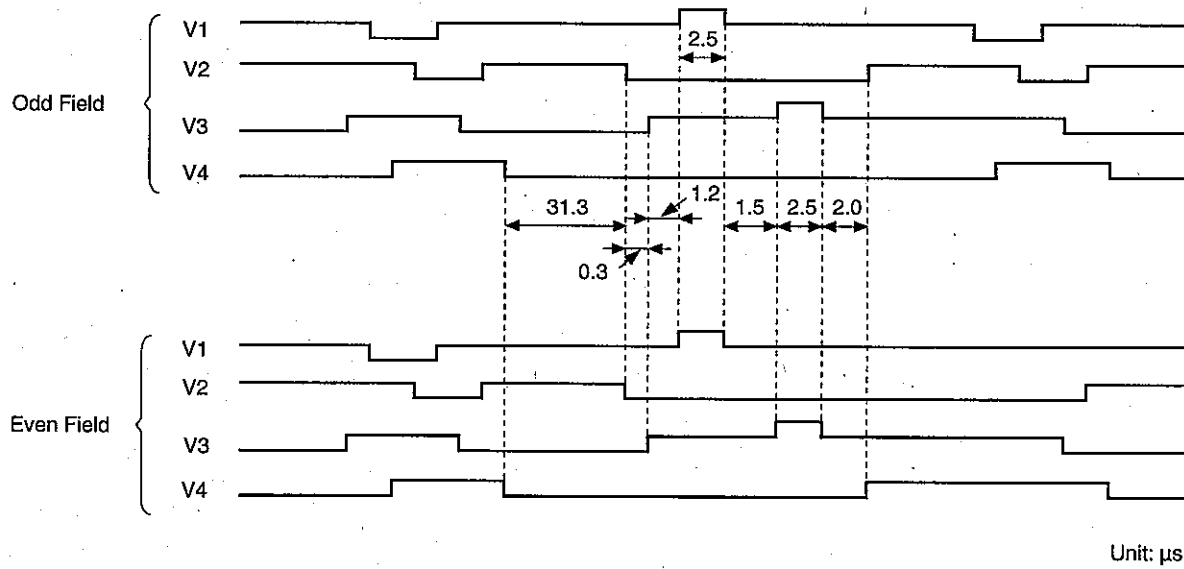 V1
2.5
V2
Odd Field
V3
V4
1.2
31.3
1.5
2.5
2.0
0.3
V1
V2
Even Field
V3
V4
Unit: µs